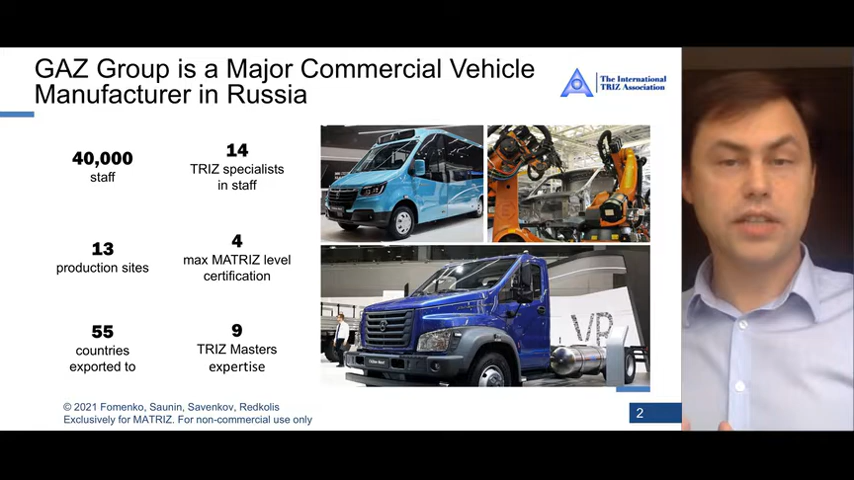 GAZ Group is a Major Commercial Vehicle
Manufacturer in Russia
The International
TRIZ Association
40,000
staff
14
TRIZ specialists
in staff
13
production sites
4
max MATRIZ level
certification
55
countries
exported to
9
TRIZ Masters
expertise
VR
© 2021 Fomenko, Saunin, Savenkov, Redkolis
Exclusively for MATRIZ. For non-commercial use only
2